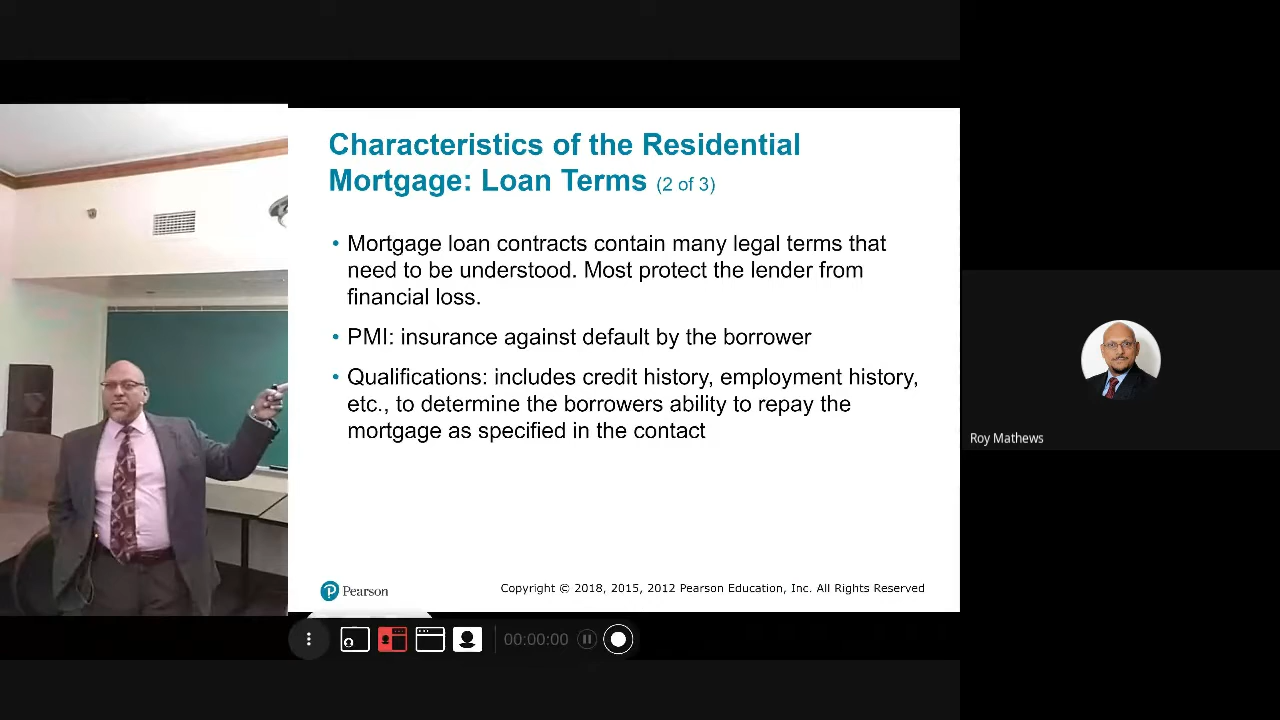 Characteristics of the Residential
Mortgage: Loan Terms (2 of 3)
• Mortgage loan contracts contain many legal terms that
need to be understood. Most protect the lender from
financial loss.
• PMI: insurance against default by the borrower
• Qualifications: includes credit history, employment history,
etc., to determine the borrowers ability to repay the
mortgage as specified in the contact
Pearson
Copyright © 2018, 2015, 2012 Pearson Education, Inc. All Rights Reserved
00:00:00
Roy Mathews